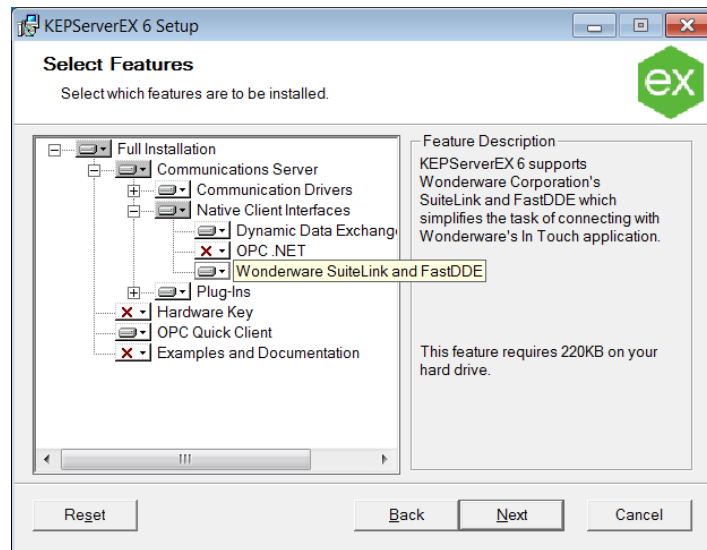 KEPServerEX 6 Setup
Select Features
Select which features are to be installed.
ex
Full Installation
Communications Server
Communication Drivers
Native Client Interfaces
Dynamic Data Exchang
OPC .NET
Wonderware SuiteLink and FastDDE
Plug-Ins
Hardware Key
OPC Quick Client
Examples and Documentation
Feature Description
KEPServerEX 6 supports
Wonderware Corporation's
SuiteLink and FastDDE which
simplifies the task of connecting with
Wonderware's In Touch application.
This feature requires 220KB on your
hard drive.
Reset
Back
Next
Cancel